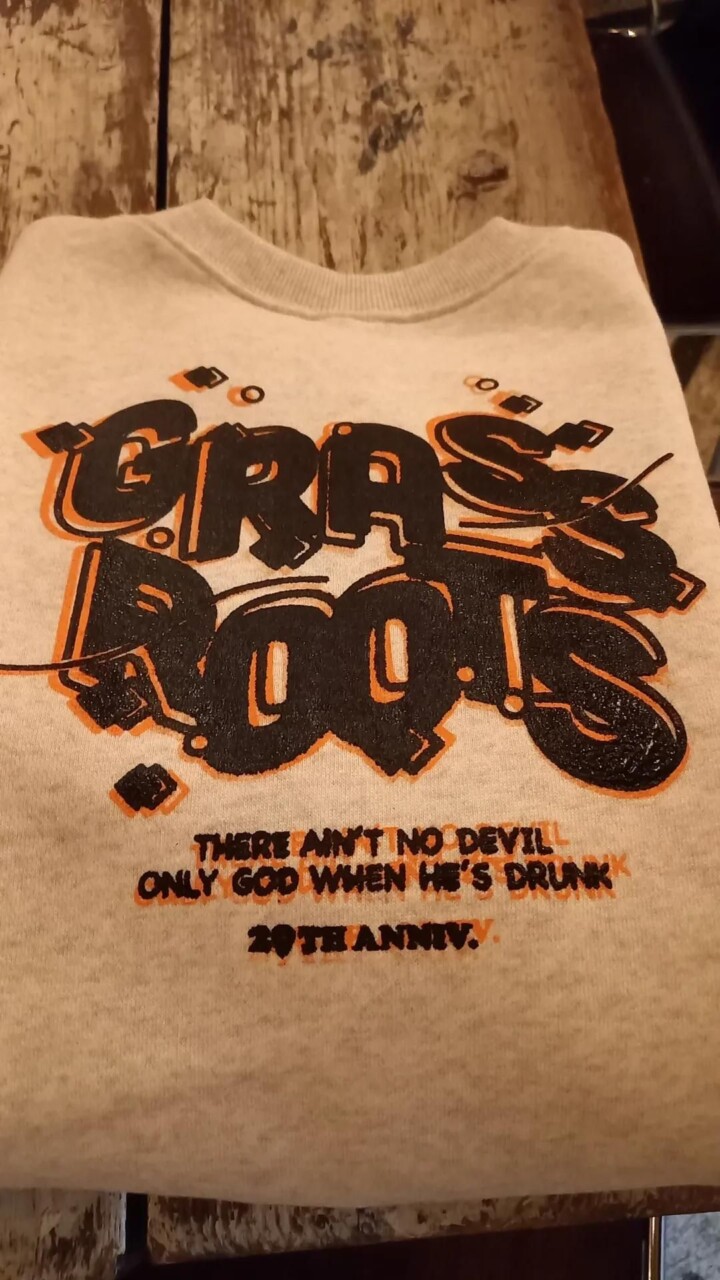 GRASS
ROOTS
THERE AIN'T NO DEVIL
ONLY GOD WHEN HE'S DRUNK
20TH ANNIV.